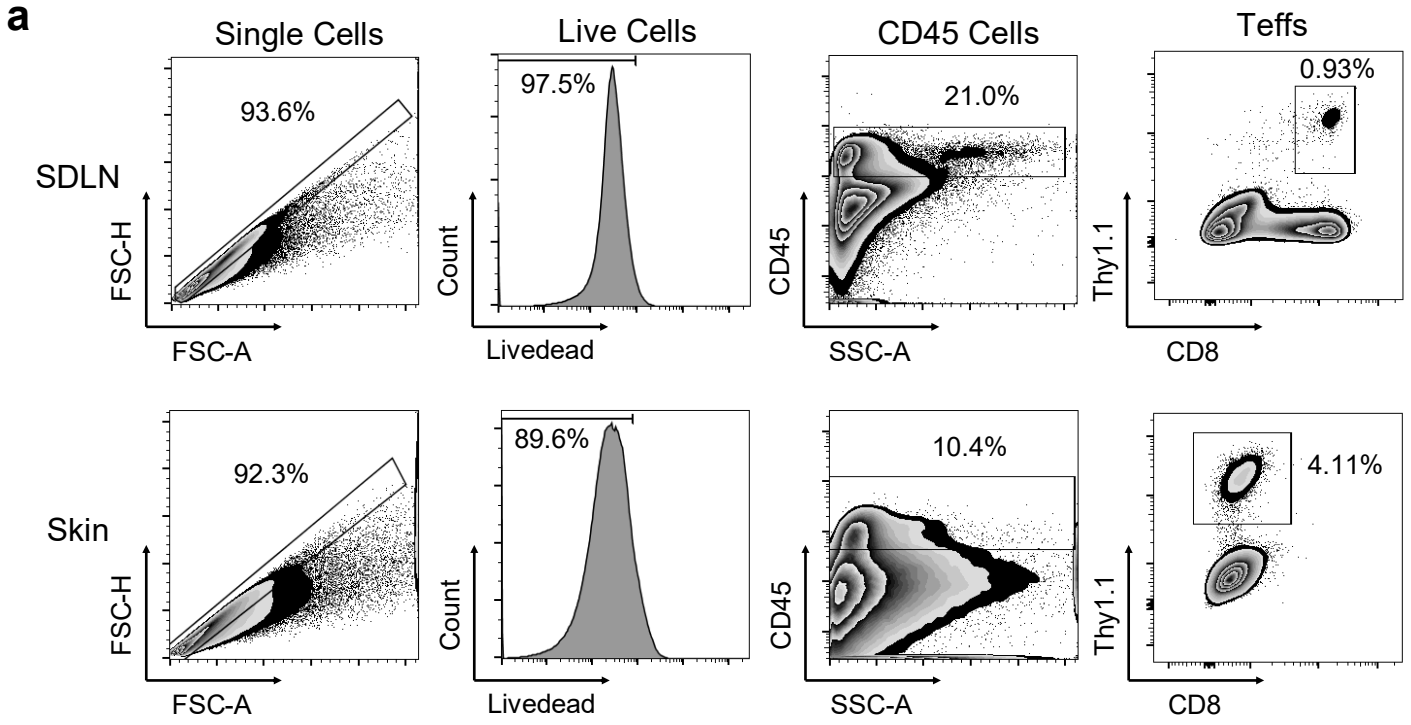 a
Single Cells
Live Cells
CD45 Cells
Teffs
SDLN
93.6%
FSC-H
FSC-A
97.5%
Count
Livedead
21.0%
CD45
SSC-A
0.93%
Thy1.1
CD8
Skin
92.3%
FSC-H
FSC-A
89.6%
Count
Livedead
10.4%
CD45
SSC-A
4.11%
Thy1.1
CD8